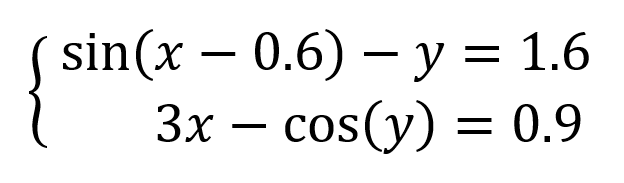 sin(x − 0.6) − y = 1.6
3x − cos(y) = 0.9